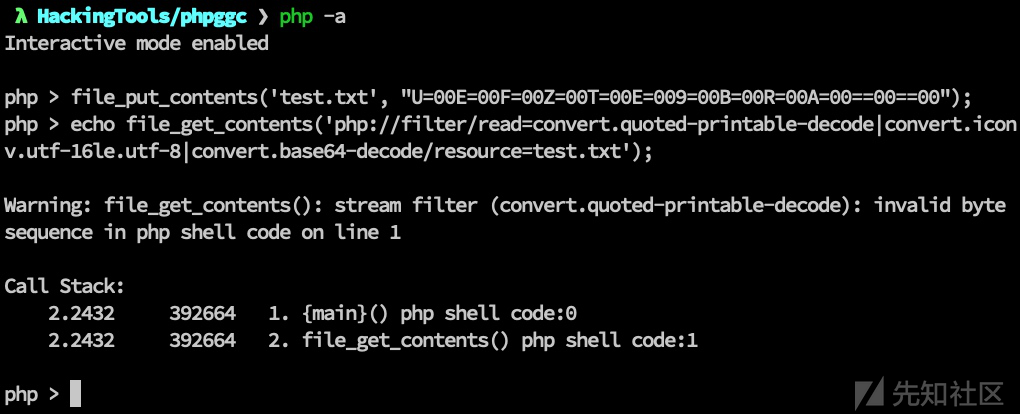 λ HackingTools/phpggc ❯ php -a
Interactive mode enabled
php > file_put_contents('test.txt', "U=00E=00F=00Z=00T=00E=009=00B=00R=00A=00==00==00");
php > echo file_get_contents('php://filter/read=convert.quoted-printable-decode|convert.icon
v.utf-16le.utf-8|convert.base64-decode/resource=test.txt');
Warning: file_get_contents(): stream filter (convert.quoted-printable-decode): invalid byte
sequence in php shell code on line 1
Call Stack:
2.2432 392664 1. {main}() php shell code:0
2.2432 392664 2. file_get_contents() php shell code:1
php >
先知社区